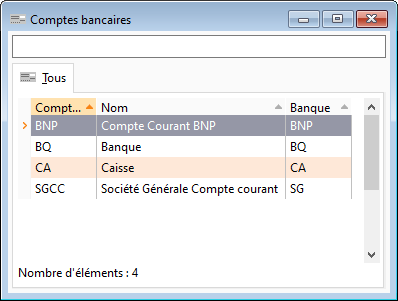 Comptes bancaires
Tous
Compt... Nom Banque
BNP Compte Courant BNP BNP
BQ Banque BQ
CA Caisse CA
SGCC Société Générale Compte courant SG
Nombre d'éléments : 4